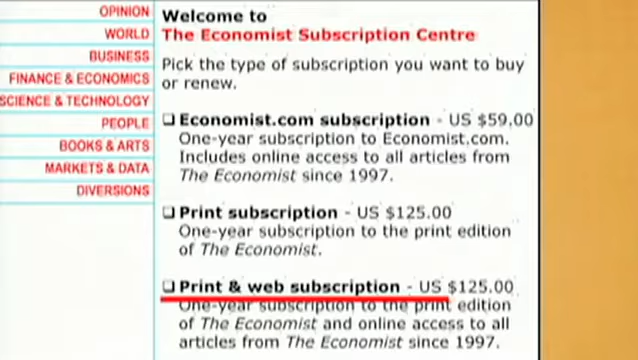 OPINION
WORLD
BUSINESS
FINANCE & ECONOMICS
SCIENCE & TECHNOLOGY
PEOPLE
BOOKS & ARTS
MARKETS & DATA
DIVERSIONS
Welcome to
The Economist Subscription Centre
Pick the type of subscription you want to buy
or renew.
Economist.com subscription - US $59.00
One-year subscription to Economist.com.
Includes online access to all articles from
The Economist since 1997.
Print subscription - US $125.00
One-year subscription to the print edition
of The Economist.
Print & web subscription - US $125.00
One-year subscription to the print edition
of The Economist and online access to all
articles from The Economist since 1997.